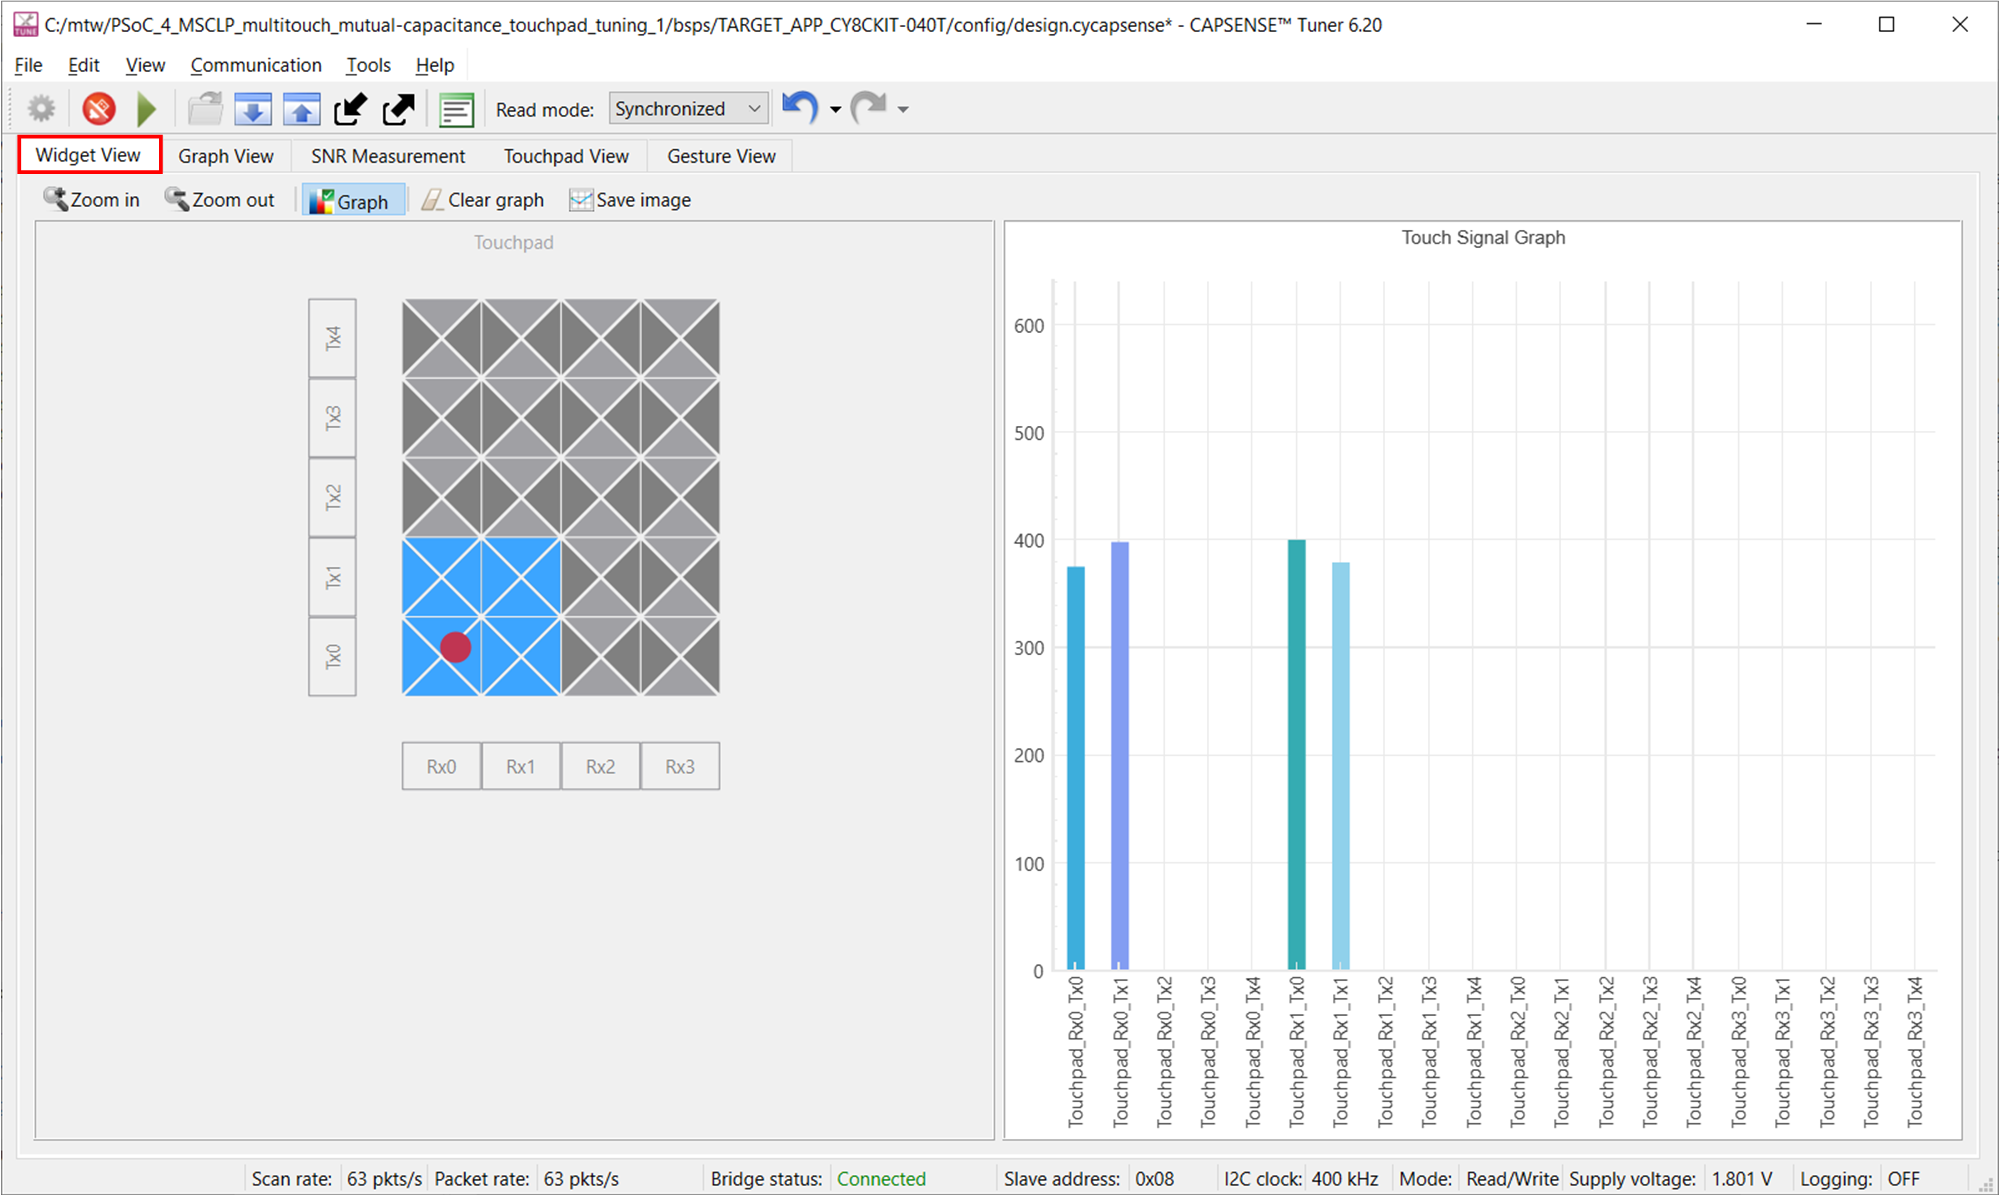 C:/mtw/PSoC_4_MSCLP_multitouch_mutual-capacitance_touchpad_tuning_1/bsps/TARGET_APP_CY8CKIT-040T/config/design.cycapsense* - CAPSENSE™ Tuner 6.20
File Edit View Communication Tools Help
Read mode: Synchronized
Widget View Graph View SNR Measurement Touchpad View Gesture View
Zoom in Zoom out Graph Clear graph Save image
Touchpad
Tx4
Tx3
Tx2
Tx1
Tx0
Rx0 Rx1 Rx2 Rx3
Touch Signal Graph
600
500
400
300
200
100
0
Touchpad_Rx0_Tx0
Touchpad_Rx0_Tx1
Touchpad_Rx0_Tx2
Touchpad_Rx0_Tx3
Touchpad_Rx0_Tx4
Touchpad_Rx1_Tx0
Touchpad_Rx1_Tx1
Touchpad_Rx1_Tx2
Touchpad_Rx1_Tx3
Touchpad_Rx1_Tx4
Touchpad_Rx2_Tx0
Touchpad_Rx2_Tx1
Touchpad_Rx2_Tx2
Touchpad_Rx2_Tx3
Touchpad_Rx2_Tx4
Touchpad_Rx3_Tx0
Touchpad_Rx3_Tx1
Touchpad_Rx3_Tx2
Touchpad_Rx3_Tx3
Touchpad_Rx3_Tx4
Scan rate: 63 pkts/s Packet rate: 63 pkts/s Bridge status: Connected Slave address: 0x08 I2C clock: 400 kHz Mode: Read/Write Supply voltage: 1.801 V Logging: OFF